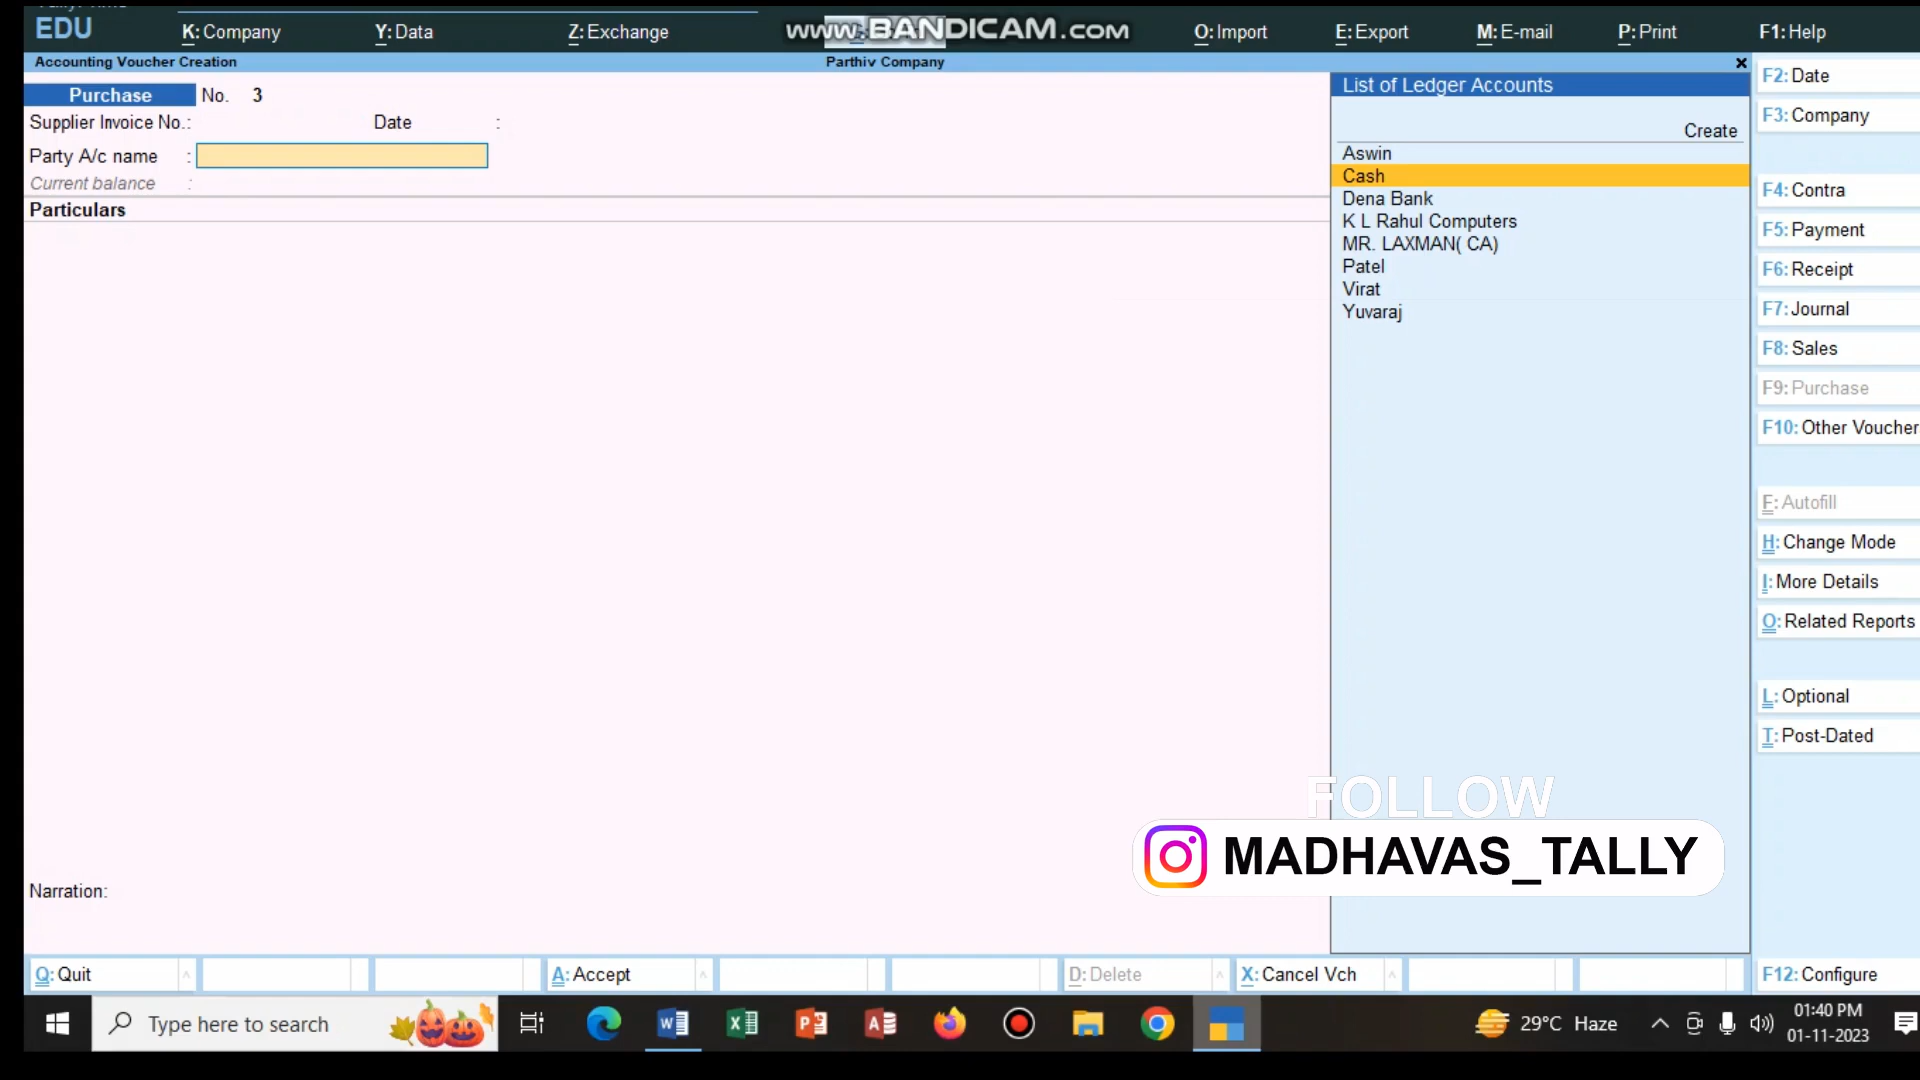 EDU
K: Company
Y: Data
Z: Exchange
www.BANDICAM.com
O: Import
E: Export
M: E-mail
P: Print
F1: Help
Accounting Voucher Creation
Parthiv Company
Purchase No. 3
Supplier Invoice No.:
Date :
Party A/c name :
Current balance :
Particulars
Narration:
List of Ledger Accounts
Create
Aswin
Cash
Dena Bank
K L Rahul Computers
MR. LAXMAN( CA)
Patel
Virat
Yuvaraj
F2: Date
F3: Company
F4: Contra
F5: Payment
F6: Receipt
F7: Journal
F8: Sales
F9: Purchase
F10: Other Voucher
F: Autofill
H: Change Mode
I: More Details
O: Related Reports
L: Optional
T: Post-Dated
FOLLOW
MADHAVAS_TALLY
Q: Quit
A: Accept
D: Delete
X: Cancel Vch
F12: Configure
Type here to search
29°C Haze
01:40 PM
01-11-2023